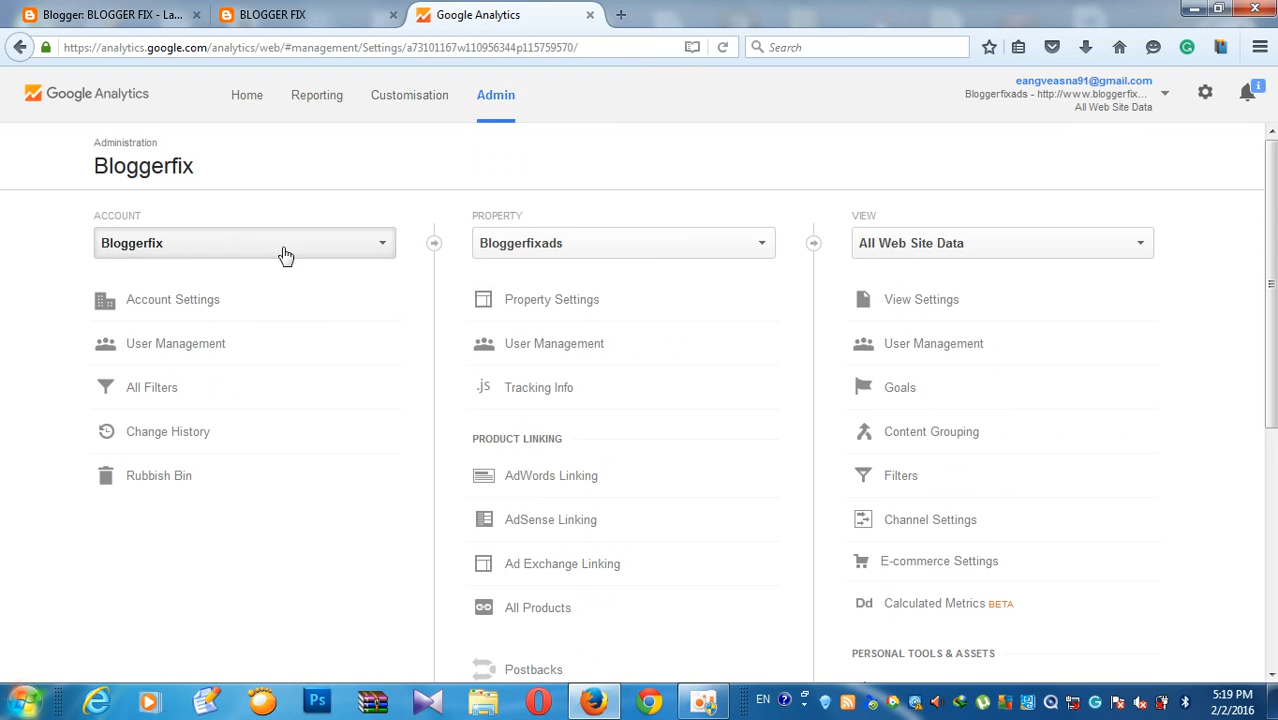 Blogger: BLOGGER FIX - La...
BLOGGER FIX
Google Analytics
https://analytics.google.com/analytics/web/#management/Settings/a73101167w110956344p115759570/
Search
Google Analytics
Home
Reporting
Customisation
Admin
eangveasna91@gmail.com
Bloggerfixads - http://www.bloggerfix...
All Web Site Data
Administration
Bloggerfix
ACCOUNT
Bloggerfix
Account Settings
User Management
All Filters
Change History
Rubbish Bin
PROPERTY
Bloggerfixads
Property Settings
User Management
.js Tracking Info
PRODUCT LINKING
AdWords Linking
AdSense Linking
Ad Exchange Linking
All Products
Postbacks
VIEW
All Web Site Data
View Settings
User Management
Goals
Content Grouping
Filters
Channel Settings
E-commerce Settings
Dd Calculated Metrics BETA
PERSONAL TOOLS & ASSETS
Ps
EN
5:19 PM
2/2/2016